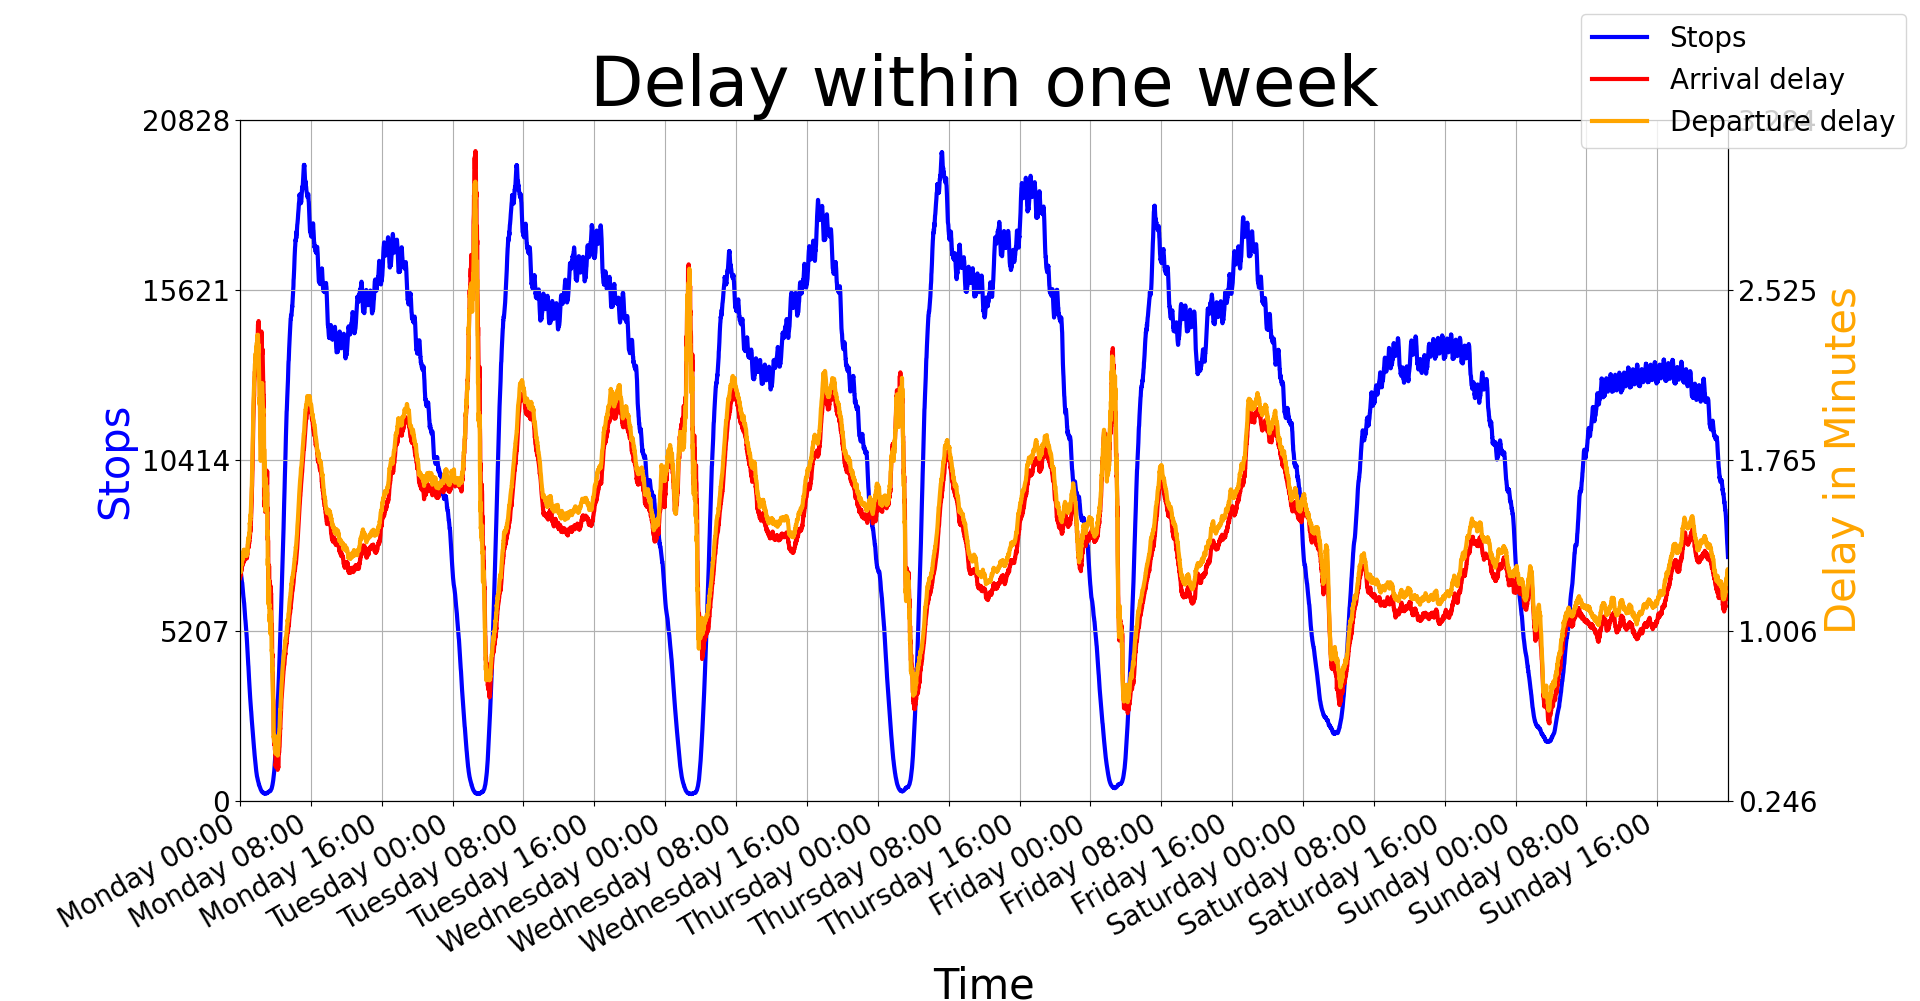 Delay within one week
Stops
Arrival delay
Departure delay
20828
15621
10414
5207
0
Stops
3.284
2.525
1.765
1.006
0.246
Delay in Minutes
Monday 00:00
Monday 08:00
Monday 16:00
Tuesday 00:00
Tuesday 08:00
Tuesday 16:00
Wednesday 00:00
Wednesday 08:00
Wednesday 16:00
Thursday 00:00
Thursday 08:00
Thursday 16:00
Friday 00:00
Friday 08:00
Friday 16:00
Saturday 00:00
Saturday 08:00
Saturday 16:00
Sunday 00:00
Sunday 08:00
Sunday 16:00
Time